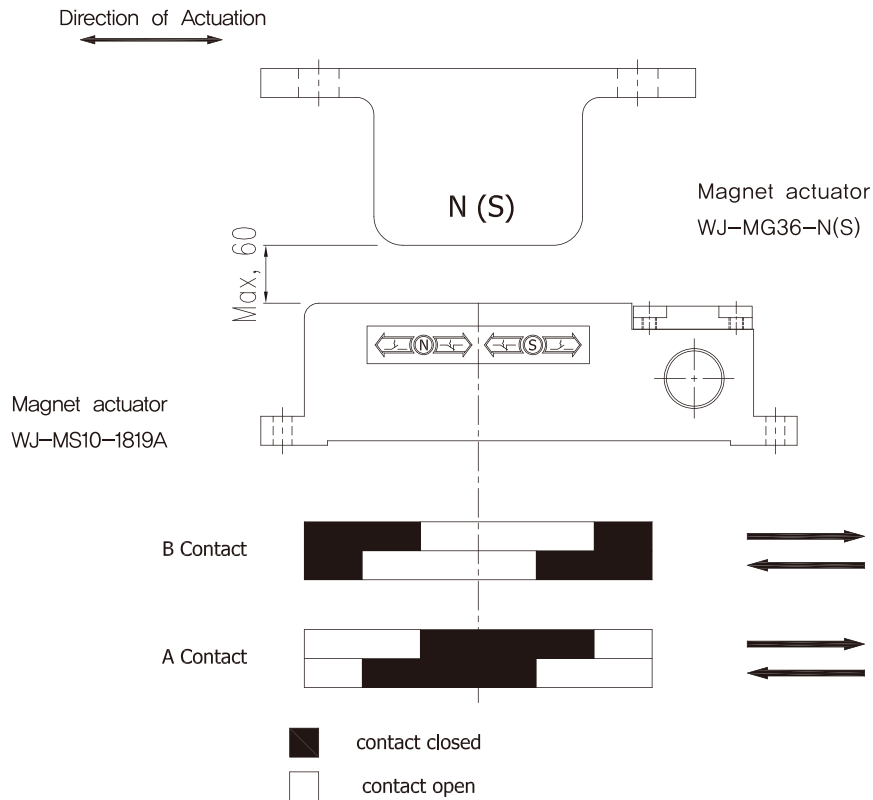 Direction of Actuation
N (S)
Magnet actuator
WJ-MG36-N(S)
Max, 60
N
S
Magnet actuator
WJ-MS10-1819A
B Contact
A Contact
contact closed
contact open